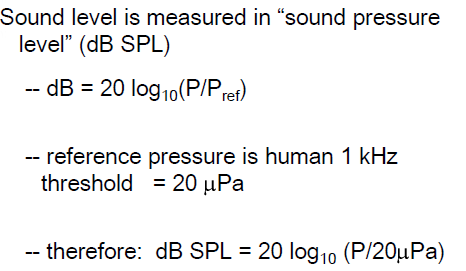 Sound level is measured in “sound pressure
level” (dB SPL)
-- dB = 20 log₁₀(P/Pref)
-- reference pressure is human 1 kHz
threshold = 20 μPa
-- therefore: dB SPL = 20 log₁₀ (P/20μPa)